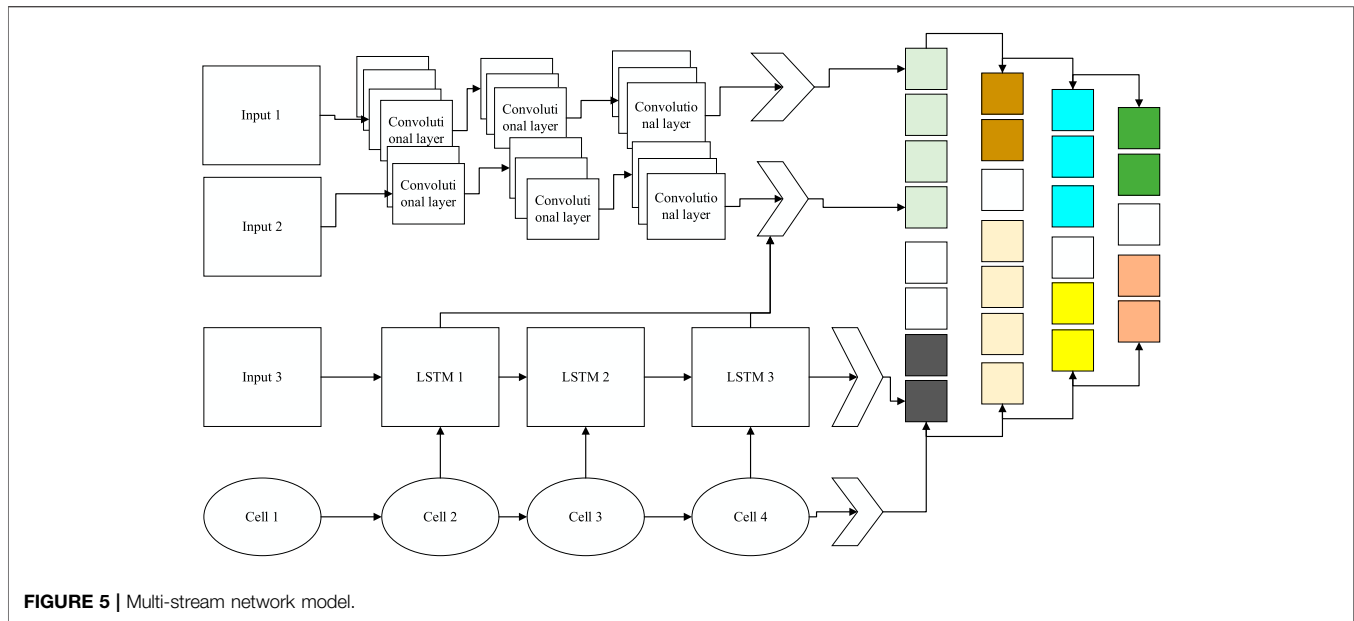 Input 1
Convoluti
onal layer
Convoluti
onal layer
Convolutio
nal layer
Input 2
Convoluti
onal layer
Convoluti
onal layer
Convolutio
nal layer
Input 3
LSTM 1
LSTM 2
LSTM 3
Cell 1
Cell 2
Cell 3
Cell 4
FIGURE 5 | Multi-stream network model.